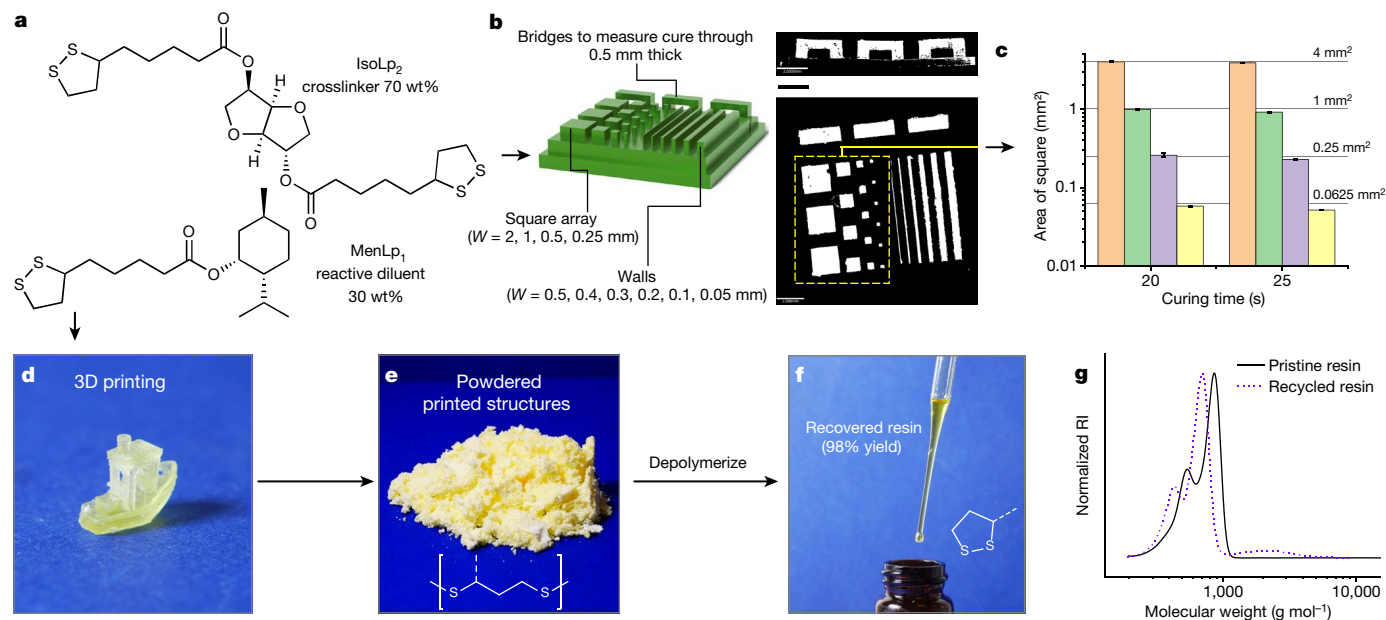 a
O
S
S
O
IsoLp2
crosslinker 70 wt%
H
O
O
H
O
O
S
S
MenLp1
reactive diluent
30 wt%
O
O
S
S
b
Bridges to measure cure through
0.5 mm thick
Square array
(W = 2, 1, 0.5, 0.25 mm)
Walls
(W = 0.5, 0.4, 0.3, 0.2, 0.1, 0.05 mm)
c
Area of square (mm²)
1
0.1
0.01
4 mm²
1 mm²
0.25 mm²
0.0625 mm²
20
25
Curing time (s)
d
3D printing
e
Powdered
printed structures
S
S
Depolymerize
f
Recovered resin
(98% yield)
S
S
g
Pristine resin
Recycled resin
Normalized RI
1,000
10,000
Molecular weight (g mol⁻¹)